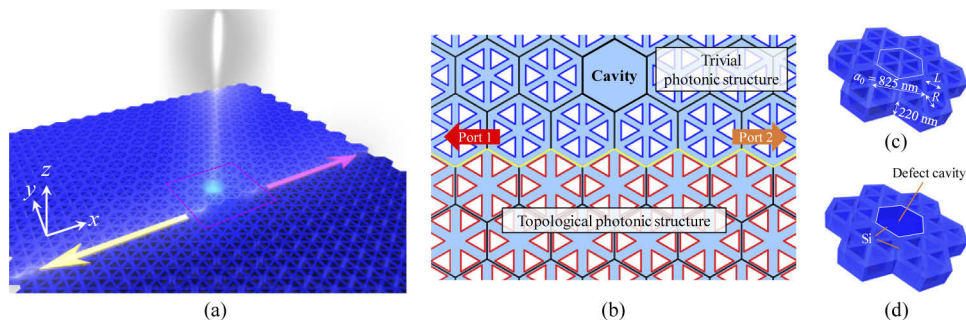 z
y
x
(a)
Cavity
Trivial
photonic structure
Port 1
Port 2
Topological photonic structure
(b)
a₀ = 825 nm
L
R
220 nm
(c)
Defect cavity
Si
(d)